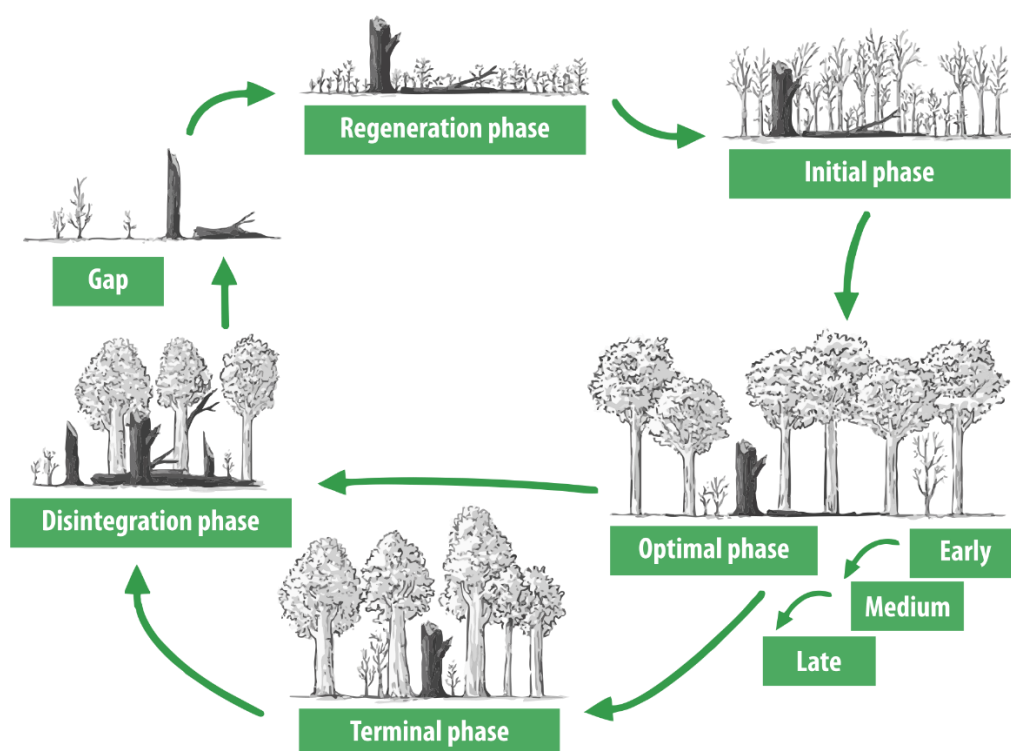 Regeneration phase
Initial phase
Gap
Disintegration phase
Optimal phase
Early
Medium
Late
Terminal phase